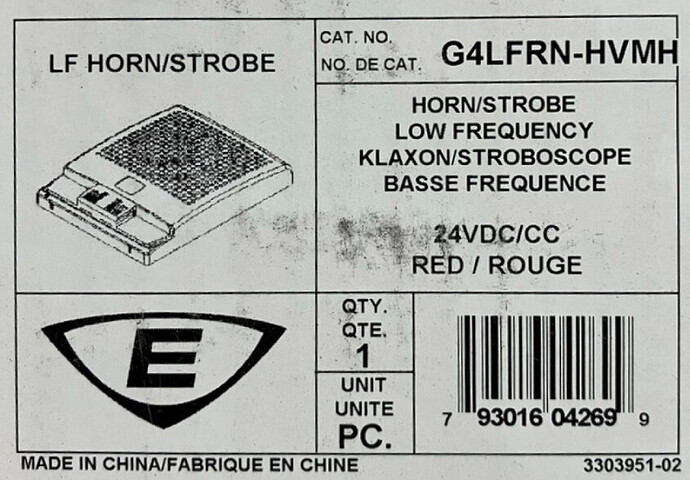 LF HORN/STROBE
CAT. NO.
NO. DE CAT.
G4LFRN-HVMH
HORN/STROBE
LOW FREQUENCY
KLAXON/STROBOSCOPE
BASSE FREQUENCE
24VDC/CC
RED / ROUGE
E
QTY.
QTE.
1
UNIT
UNITE
PC.
7 93016 04269 9
MADE IN CHINA/FABRIQUE EN CHINE
3303951-02